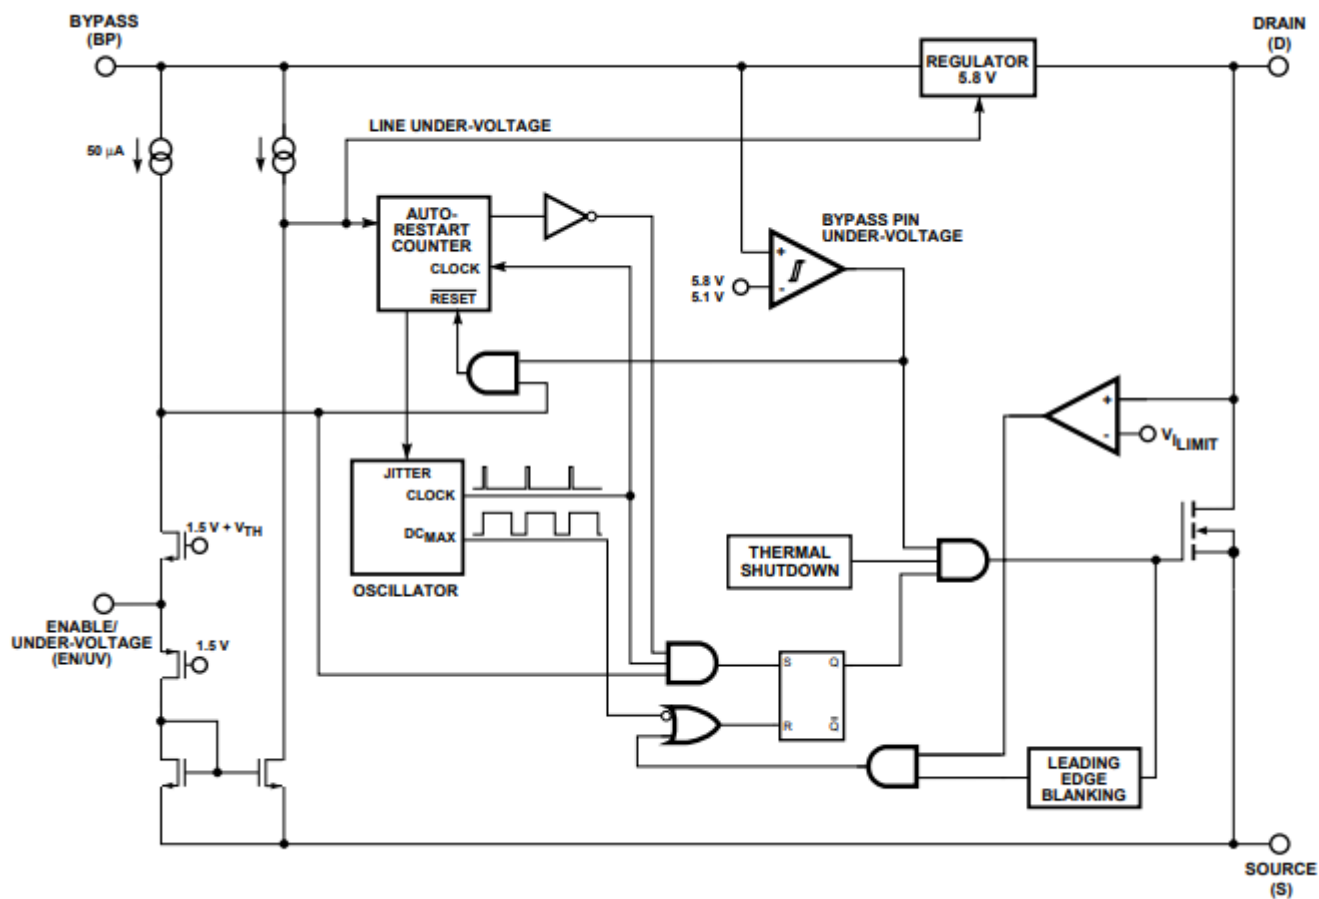 BYPASS
(BP)
DRAIN
(D)
REGULATOR
5.8 V
LINE UNDER-VOLTAGE
50 μA
AUTO-
RESTART
COUNTER
CLOCK
RESET
BYPASS PIN
UNDER-VOLTAGE
+
-
5.8 V
5.1 V
+
-
VILIMIT
JITTER
CLOCK
DCMAX
OSCILLATOR
1.5 V + VTH
THERMAL
SHUTDOWN
ENABLE/
UNDER-VOLTAGE
(EN/UV)
1.5 V
S Q
R Q
LEADING
EDGE
BLANKING
SOURCE
(S)